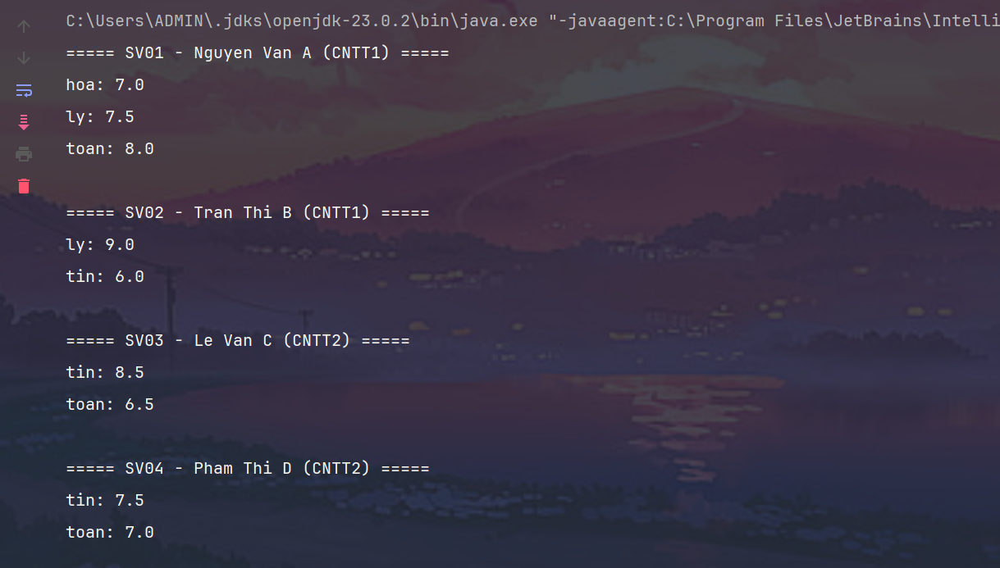 C:\Users\ADMIN\.jdks\openjdk-23.0.2\bin\java.exe "-javaagent:C:\Program Files\JetBrains\Intelli
===== SV01 - Nguyen Van A (CNTT1) =====
hoa: 7.0
ly: 7.5
toan: 8.0
===== SV02 - Tran Thi B (CNTT1) =====
ly: 9.0
tin: 6.0
===== SV03 - Le Van C (CNTT2) =====
tin: 8.5
toan: 6.5
===== SV04 - Pham Thi D (CNTT2) =====
tin: 7.5
toan: 7.0